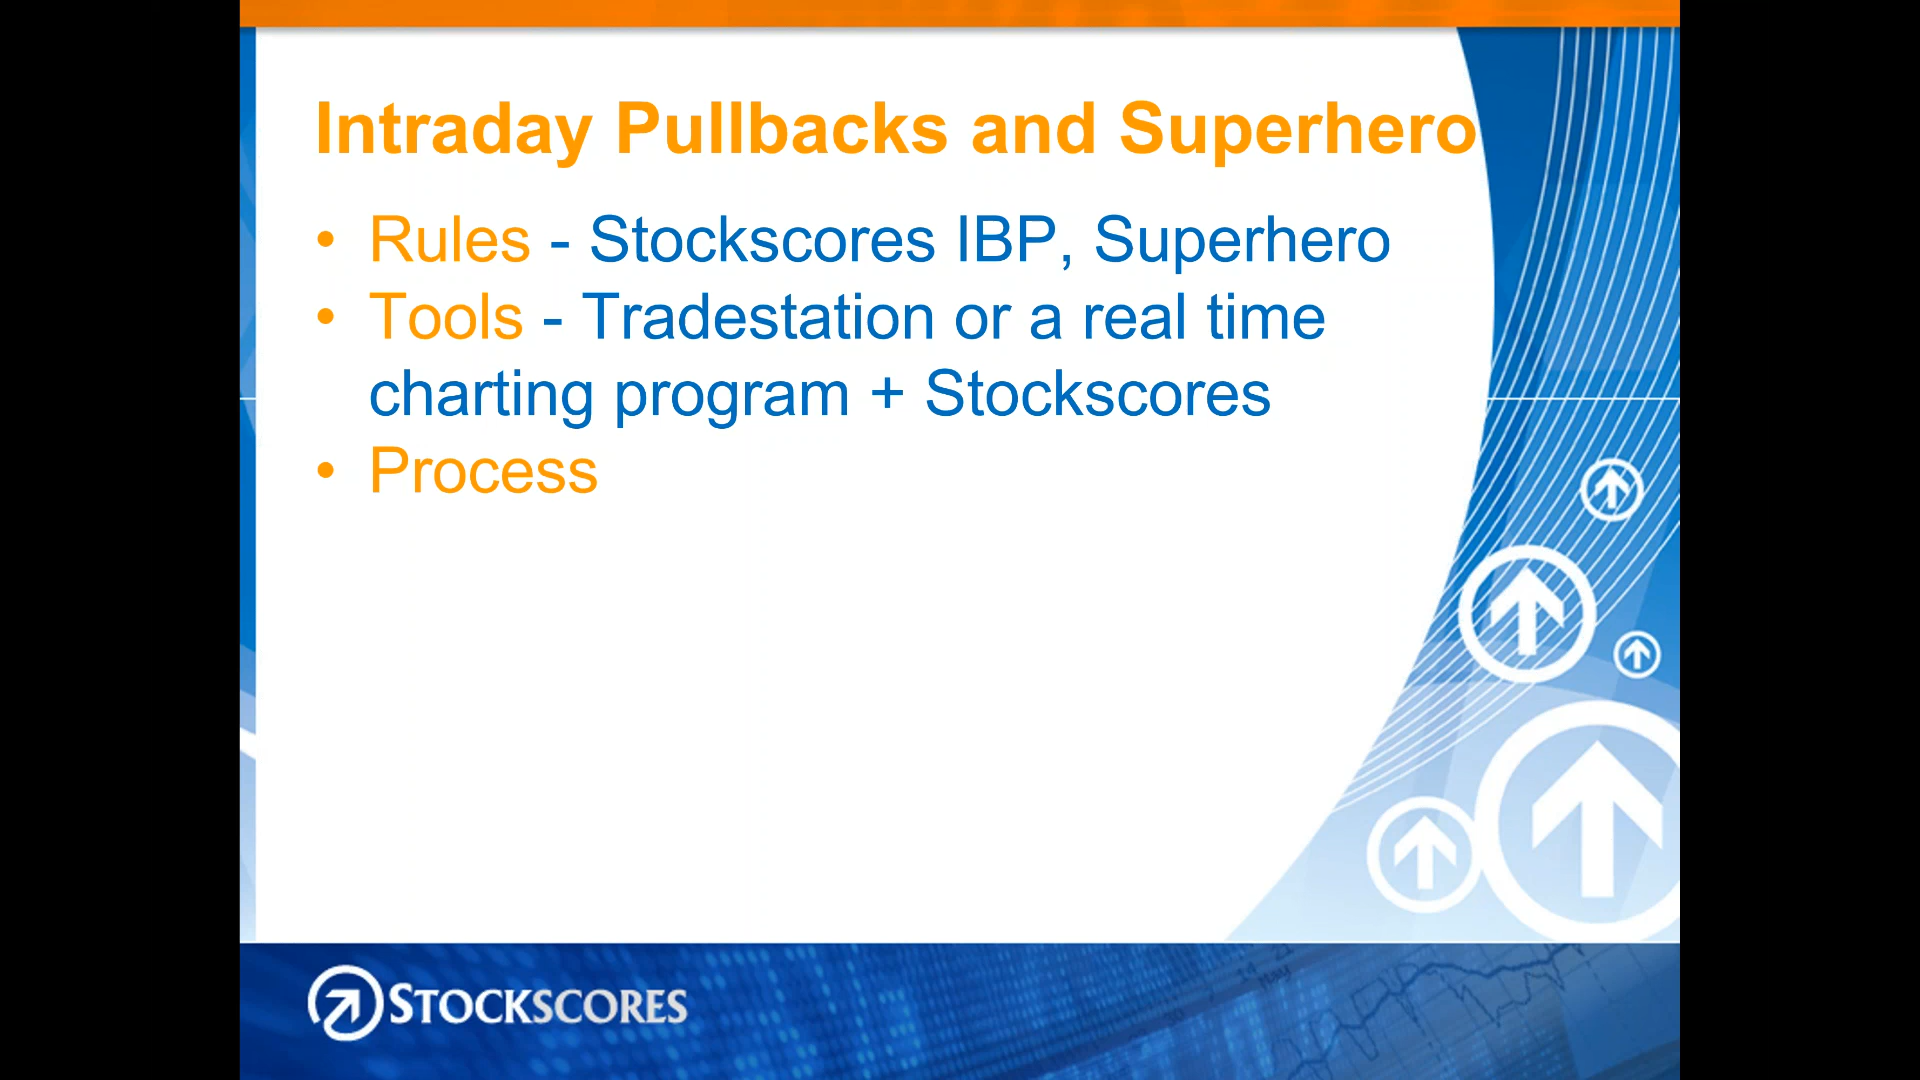 Intraday Pullbacks and Superhero
• Rules - Stockscores IBP, Superhero
• Tools - Tradestation or a real time
charting program + Stockscores
• Process
STOCKSCORES